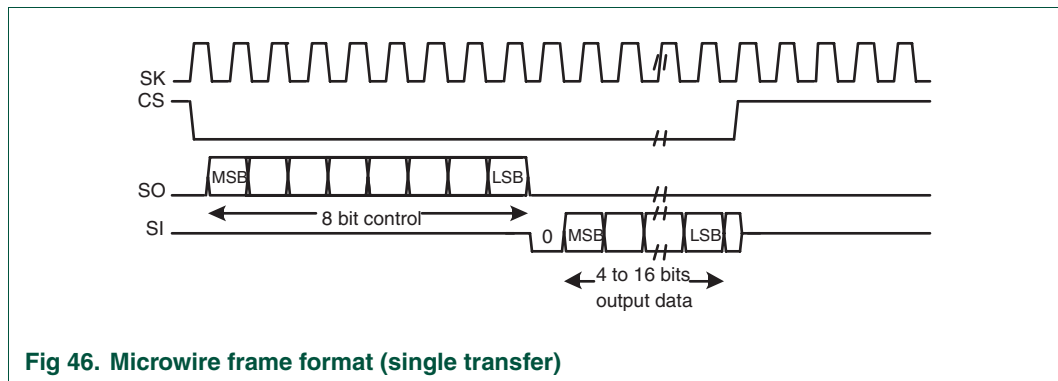 SK
CS
SO
MSB
LSB
8 bit control
SI
0
MSB
LSB
4 to 16 bits
output data
Fig 46. Microwire frame format (single transfer)